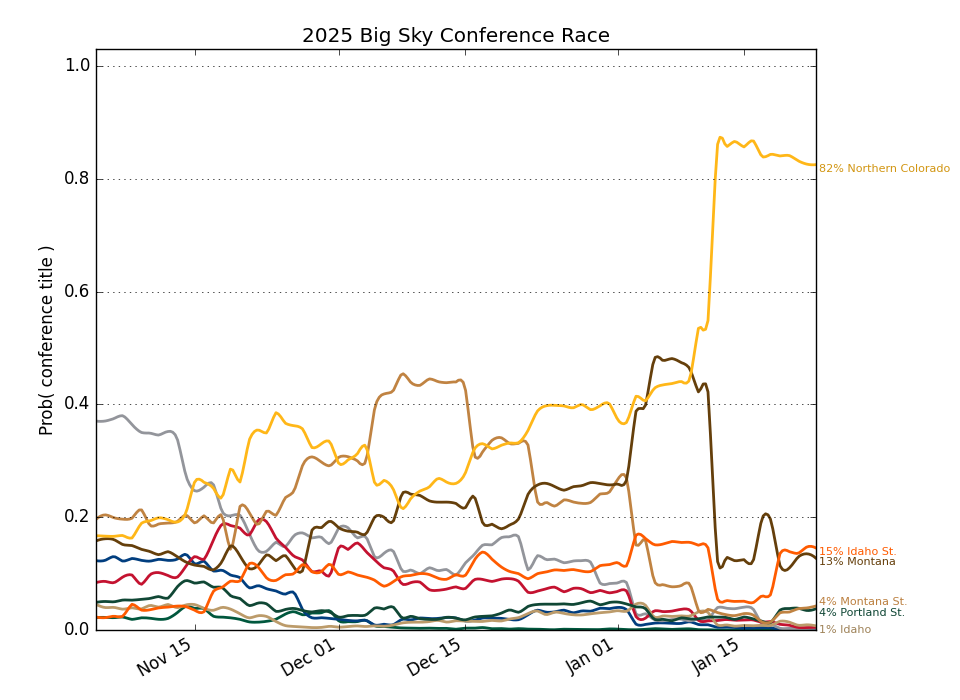 2025 Big Sky Conference Race
Prob( conference title )
1.0
0.8
0.6
0.4
0.2
0.0
82% Northern Colorado
15% Idaho St.
13% Montana
4% Montana St.
4% Portland St.
1% Idaho
Nov 15
Dec 01
Dec 15
Jan 01
Jan 15